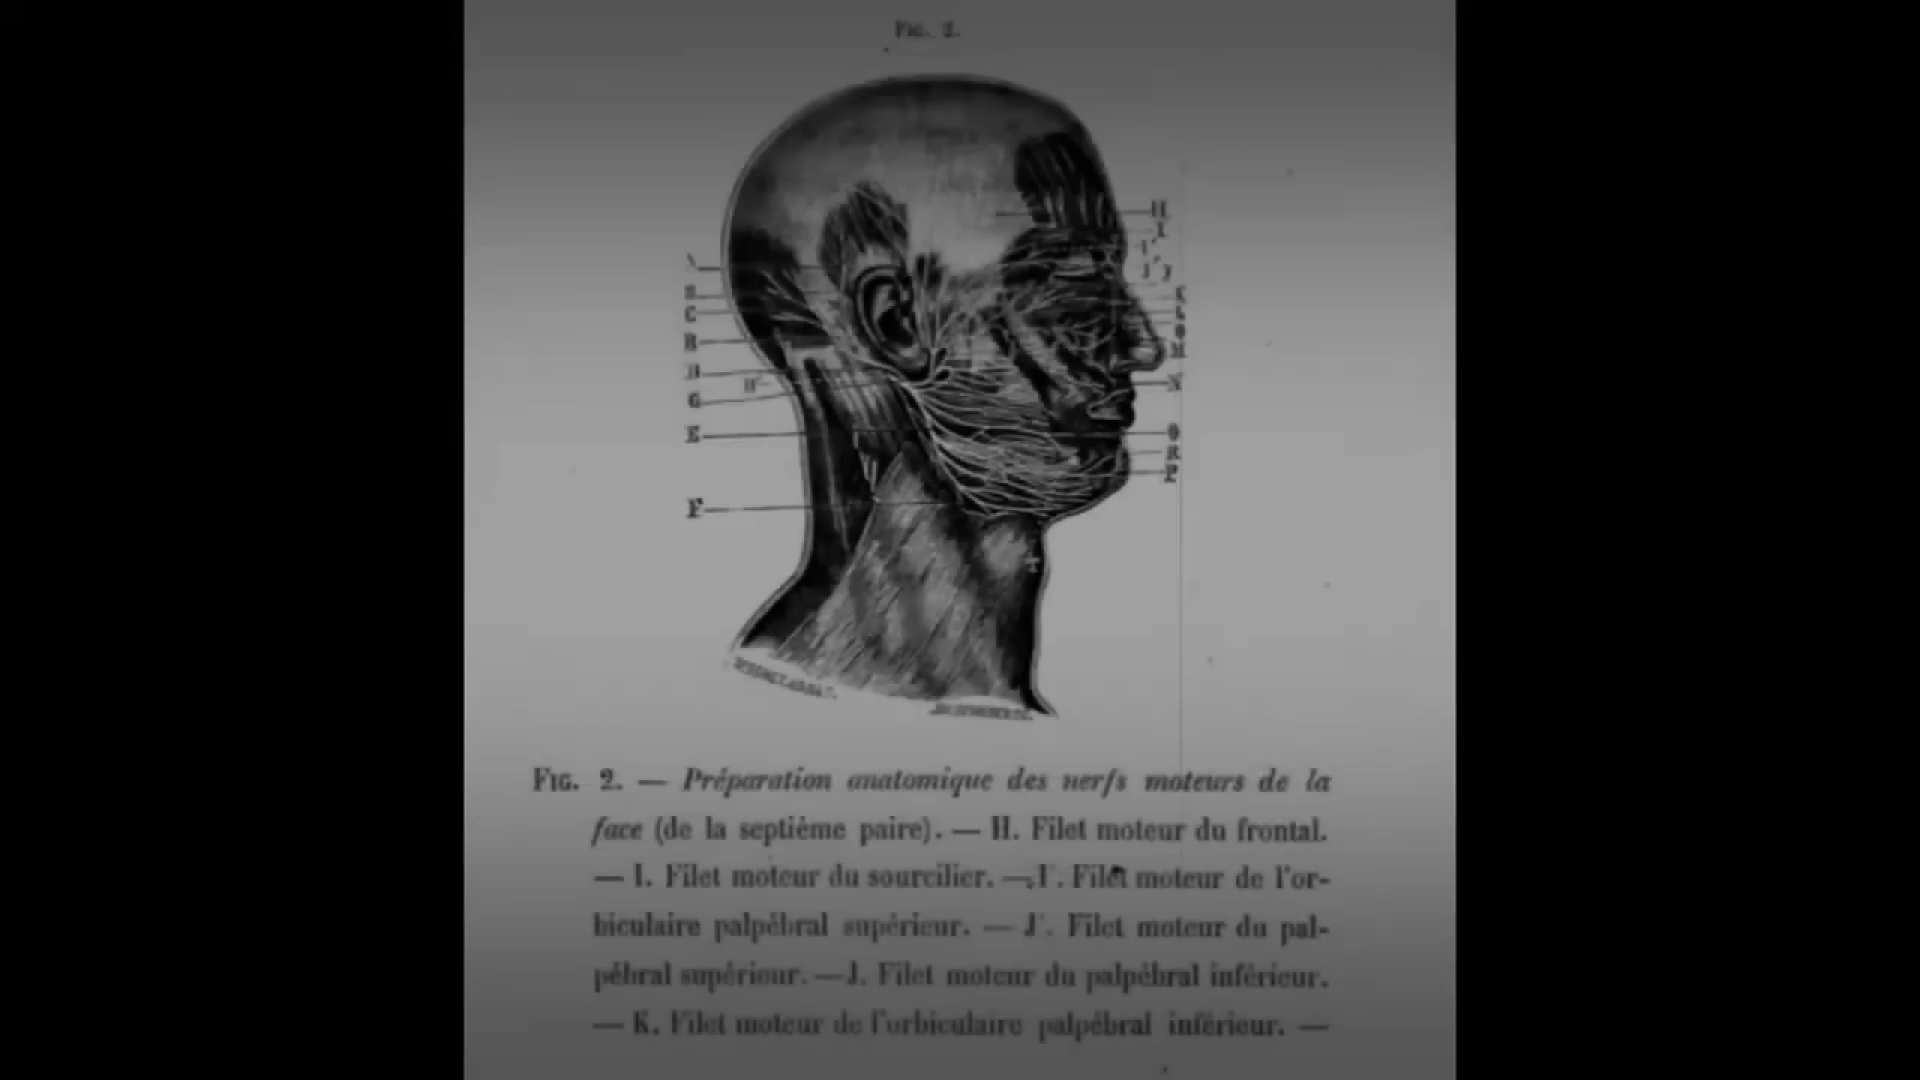 FIG. 2.
H
I
I'
J' J
K
L
M
N
O
R
P
A
B
C
B
D
G
E
F
FIG. 2. — Préparation anatomique des nerfs moteurs de la
face (de la septième paire). — H. Filet moteur du frontal.
— I. Filet moteur du sourcilier. — I'. Filet moteur de l'or-
biculaire palpébral supérieur. — J'. Filet moteur du pal-
pébral supérieur. — J. Filet moteur du palpébral inférieur.
— K. Filet moteur de l'orbiculaire palpébral inférieur. —